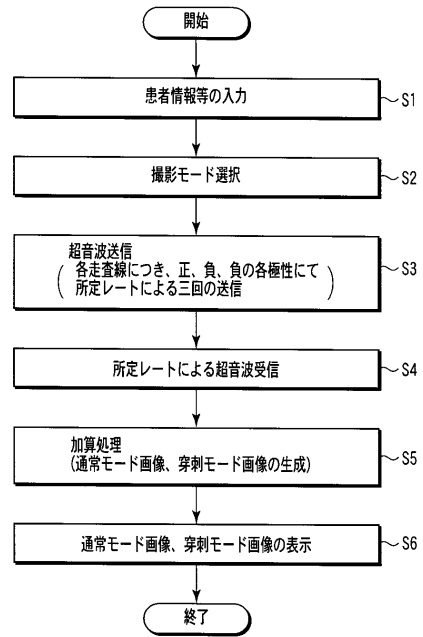 開始
患者情報等の入力
S1
撮影モード選択
S2
超音波送信
(各走査線につき、正、負、負の各極性にて
所定レートによる三回の送信)
S3
所定レートによる超音波受信
S4
加算処理
(通常モード画像、穿刺モード画像の生成)
S5
通常モード画像、穿刺モード画像の表示
S6
終了